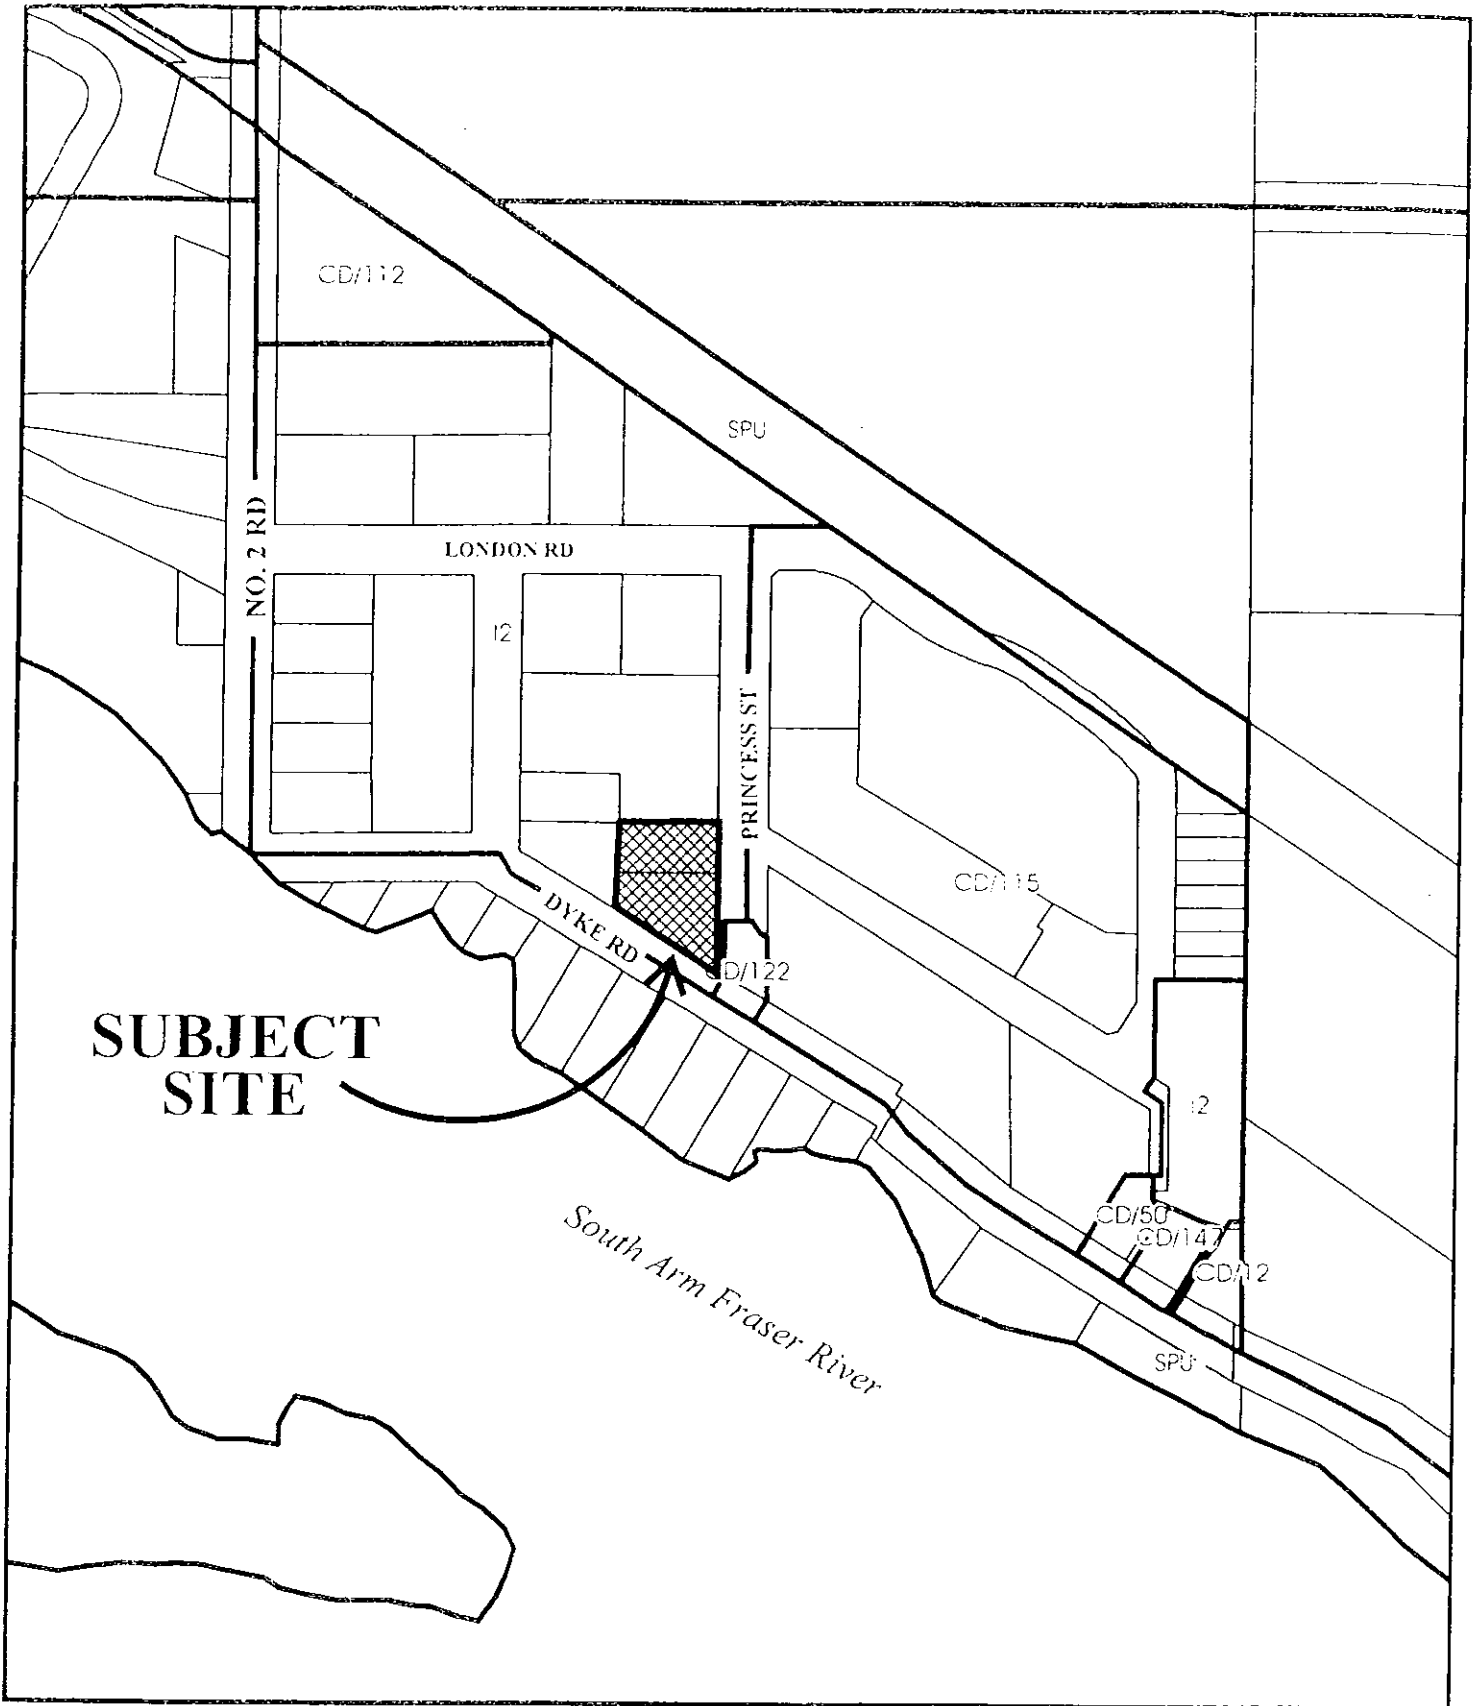 CD/112
SPU
NO. 2 RD
LONDON RD
I2
PRINCESS ST
CD/115
DYKE RD
CD/122
SUBJECT
SITE
I2
CD/50
CD/147
CD/12
South Arm Fraser River
SPU